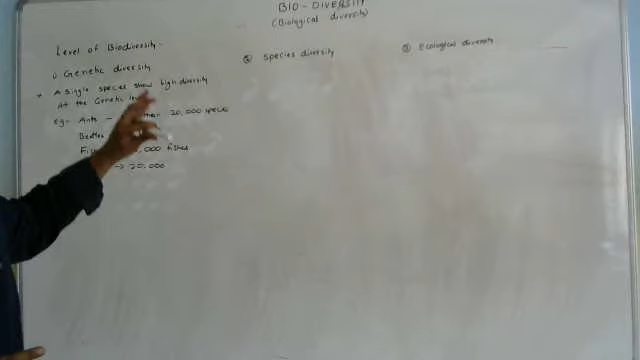 BIO - DIVERSITY
(Biological diversity)
Level of Biodiversity -
① Genetic diversity
② Species diversity
③ Ecological diversity
* A single species show high diversity
At the Genetic
Eg - Ants - 20,000 species
Beetles
,000 fishes
→ 20,000